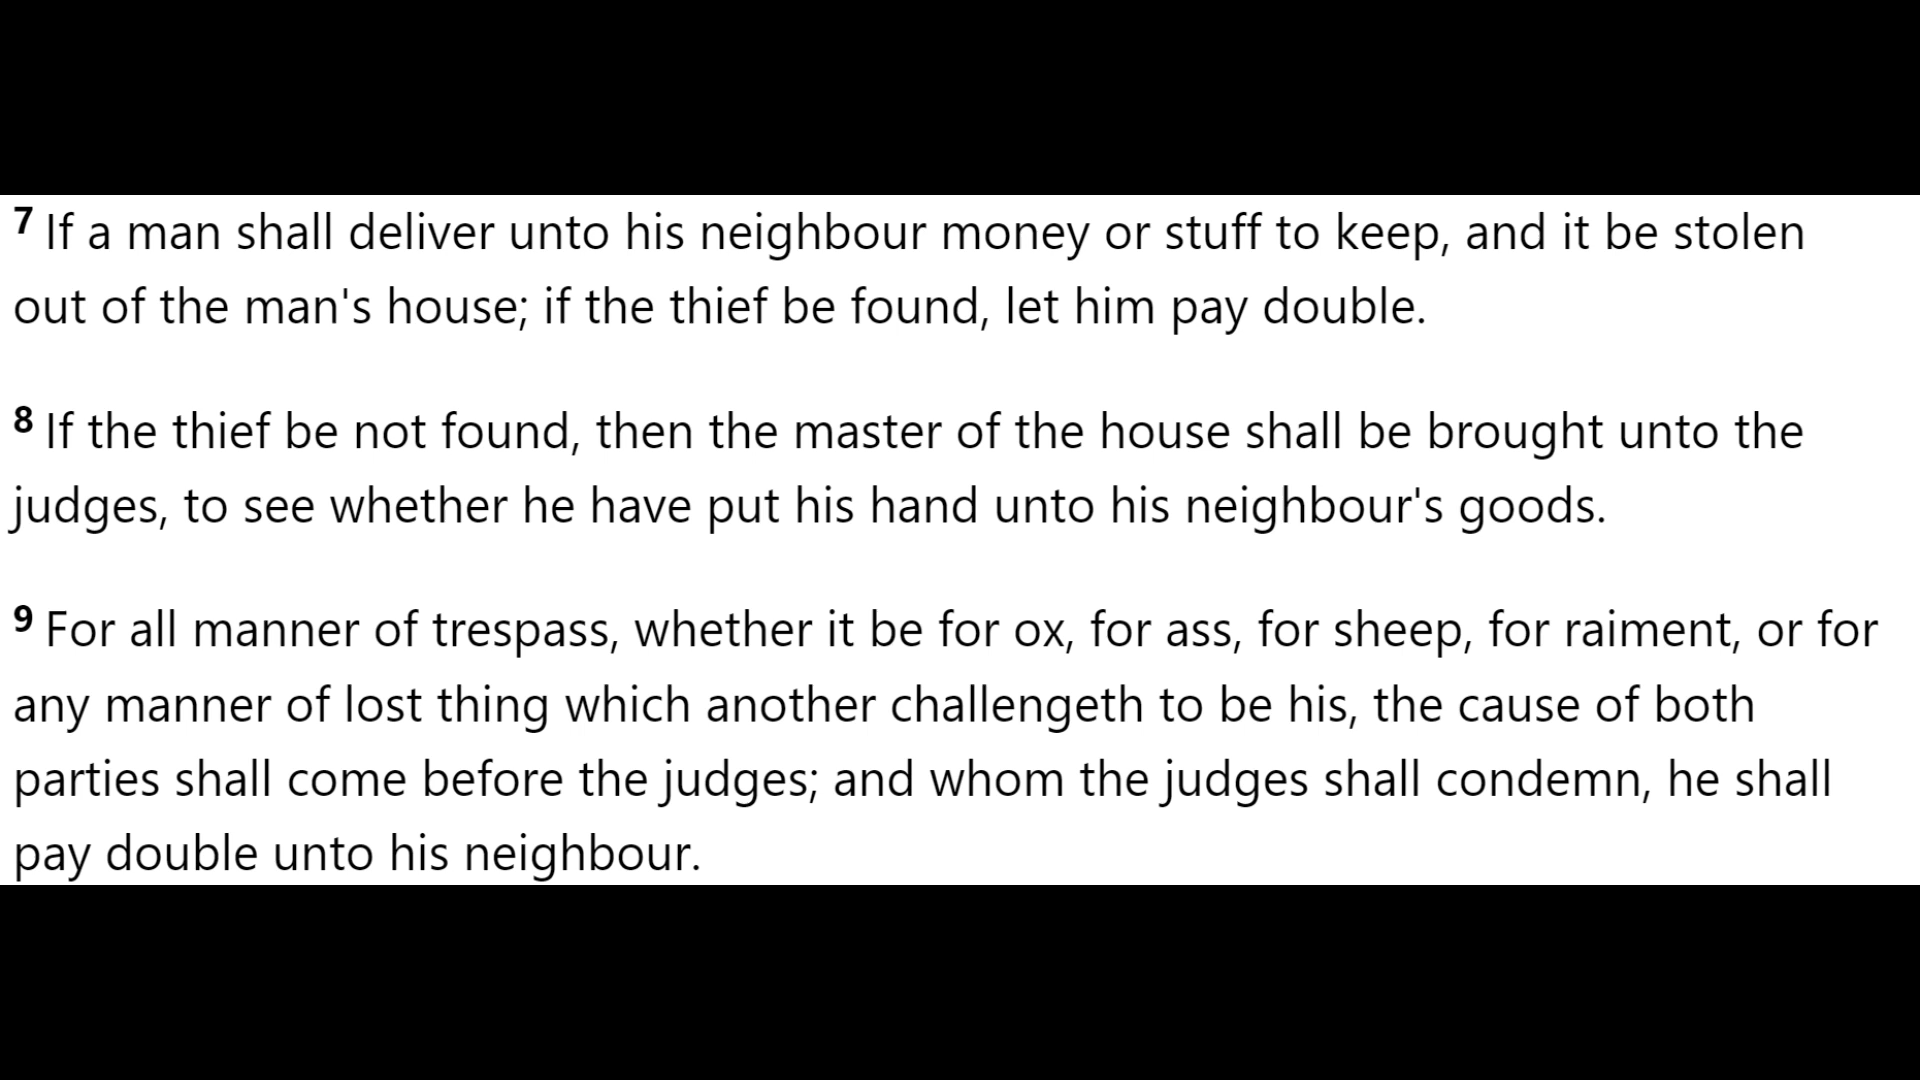 7 If a man shall deliver unto his neighbour money or stuff to keep, and it be stolen
out of the man's house; if the thief be found, let him pay double.
8 If the thief be not found, then the master of the house shall be brought unto the
judges, to see whether he have put his hand unto his neighbour's goods.
9 For all manner of trespass, whether it be for ox, for ass, for sheep, for raiment, or for
any manner of lost thing which another challengeth to be his, the cause of both
parties shall come before the judges; and whom the judges shall condemn, he shall
pay double unto his neighbour.